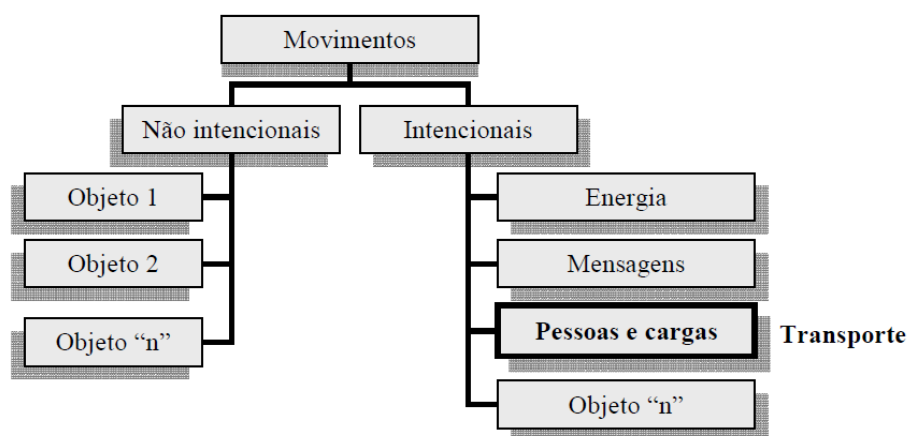 Movimentos
Não intencionais
Intencionais
Objeto 1
Energia
Objeto 2
Mensagens
Pessoas e cargas
Transporte
Objeto “n”
Objeto “n”